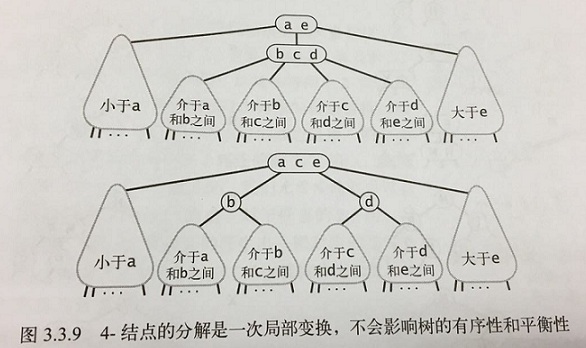 a e
b c d
小于a
介于a
和b之间
介于b
和c之间
介于c
和d之间
介于d
和e之间
大于e
...
...
...
...
...
...
a c e
b
d
小于a
介于a
和b之间
介于b
和c之间
介于c
和d之间
介于d
和e之间
大于e
...
...
...
...
...
...
图 3.3.9 4- 结点的分解是一次局部变换，不会影响树的有序性和平衡性